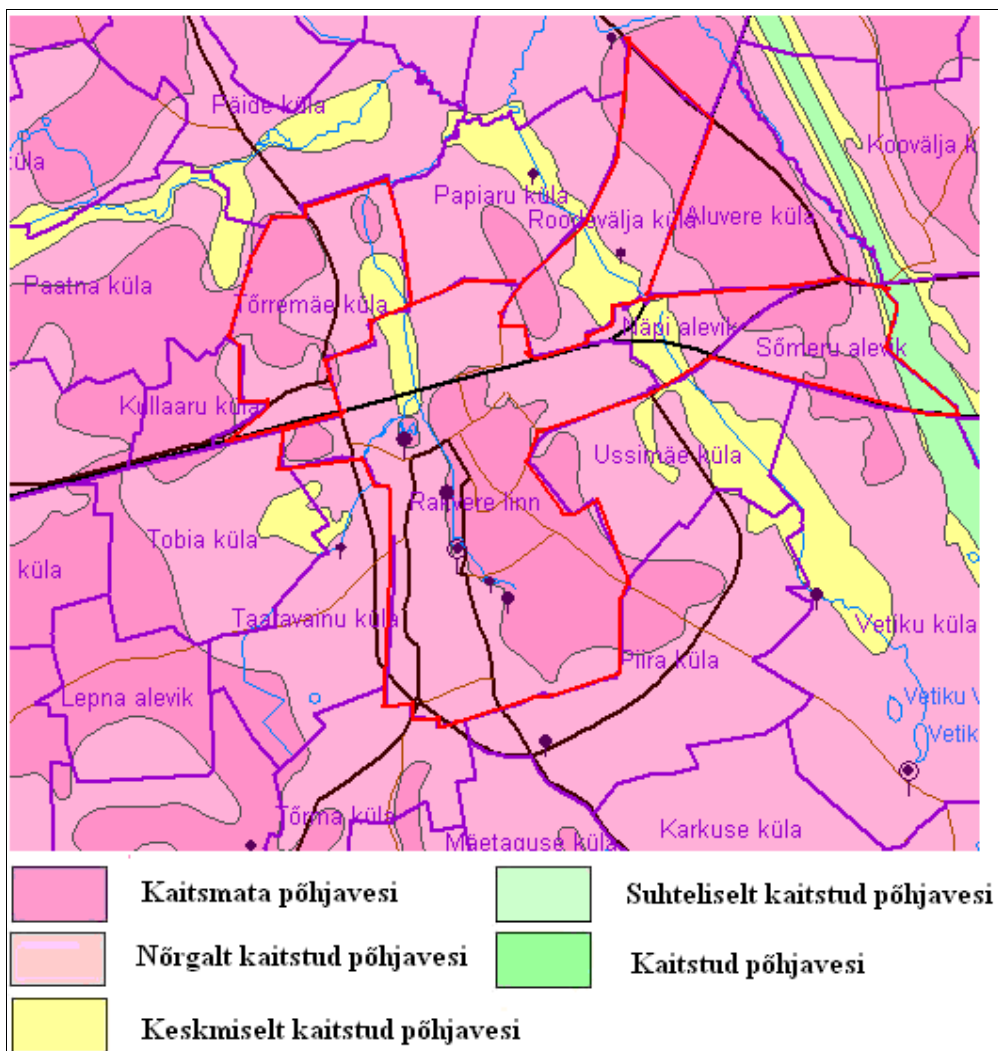 Päide küla
Koovälja k
küla
Papiaru küla
Roodevälja küla
Aluvere küla
Paatna küla
Tõrremäe küla
Näpi alevik
Sõmeru alevik
Kullaaru küla
Ussimäe küla
Rakvere linn
Tobia küla
küla
Taaravainu küla
Vetiku küla
Piira küla
Lepna alevik
Vetiku V
Vetik
Tõrma küla
Mäetaguse küla
Karkuse küla
Kaitsmata põhjavesi
Suhteliselt kaitstud põhjavesi
Nõrgalt kaitstud põhjavesi
Kaitstud põhjavesi
Keskmiselt kaitstud põhjavesi